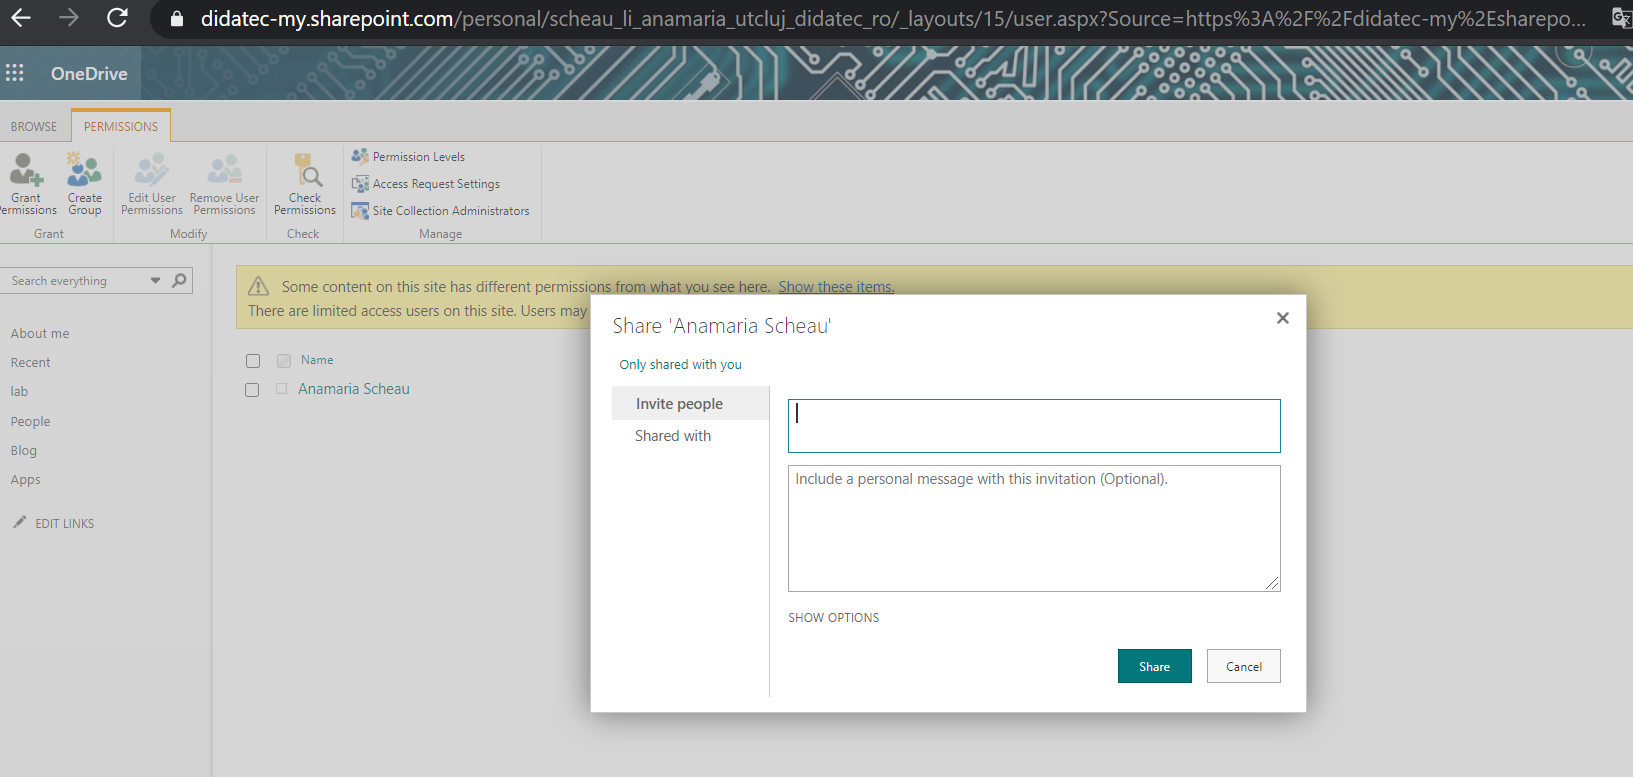 didatec-my.sharepoint.com/personal/scheau_li_anamaria_utcluj_didatec_ro/_layouts/15/user.aspx?Source=https%3A%2F%2Fdidatec-my%2Esharepo...
OneDrive
BROWSE
PERMISSIONS
Grant
Permissions
Create
Group
Edit User
Permissions
Remove User
Permissions
Check
Permissions
Permission Levels
Access Request Settings
Site Collection Administrators
Grant
Modify
Check
Manage
Search everything
About me
Recent
lab
People
Blog
Apps
EDIT LINKS
Some content on this site has different permissions from what you see here. Show these items.
There are limited access users on this site. Users may
Name
Anamaria Scheau
Share 'Anamaria Scheau'
Only shared with you
Invite people
Shared with
Include a personal message with this invitation (Optional).
SHOW OPTIONS
Share
Cancel